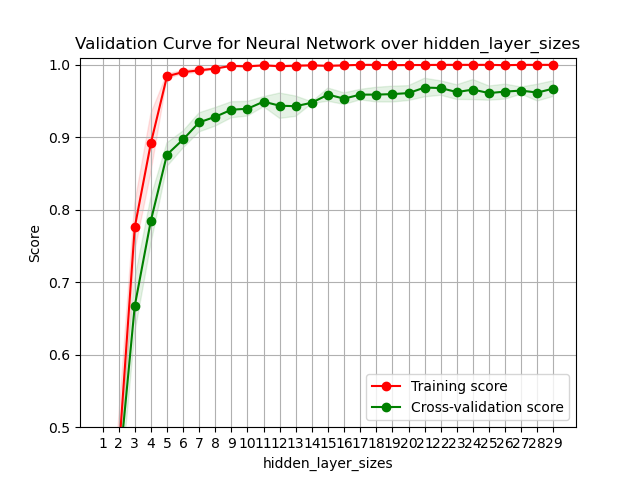 Validation Curve for Neural Network over hidden_layer_sizes
1.0
0.9
0.8
0.7
0.6
0.5
Score
Training score
Cross-validation score
1 2 3 4 5 6 7 8 9 10 11 12 13 14 15 16 17 18 19 20 21 22 23 24 25 26 27 28 29
hidden_layer_sizes